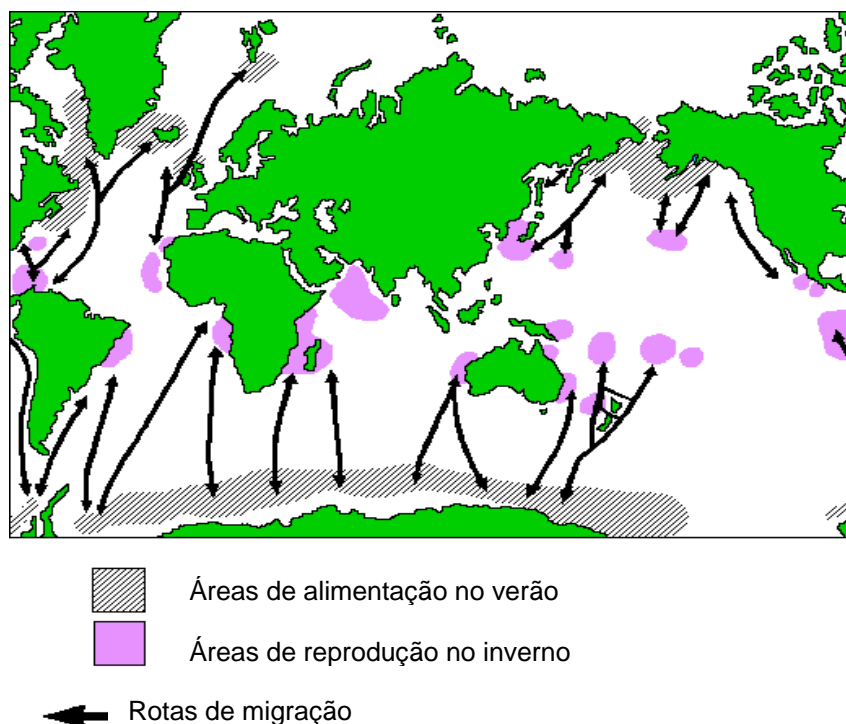 Áreas de alimentação no verão
Áreas de reprodução no inverno
Rotas de migração